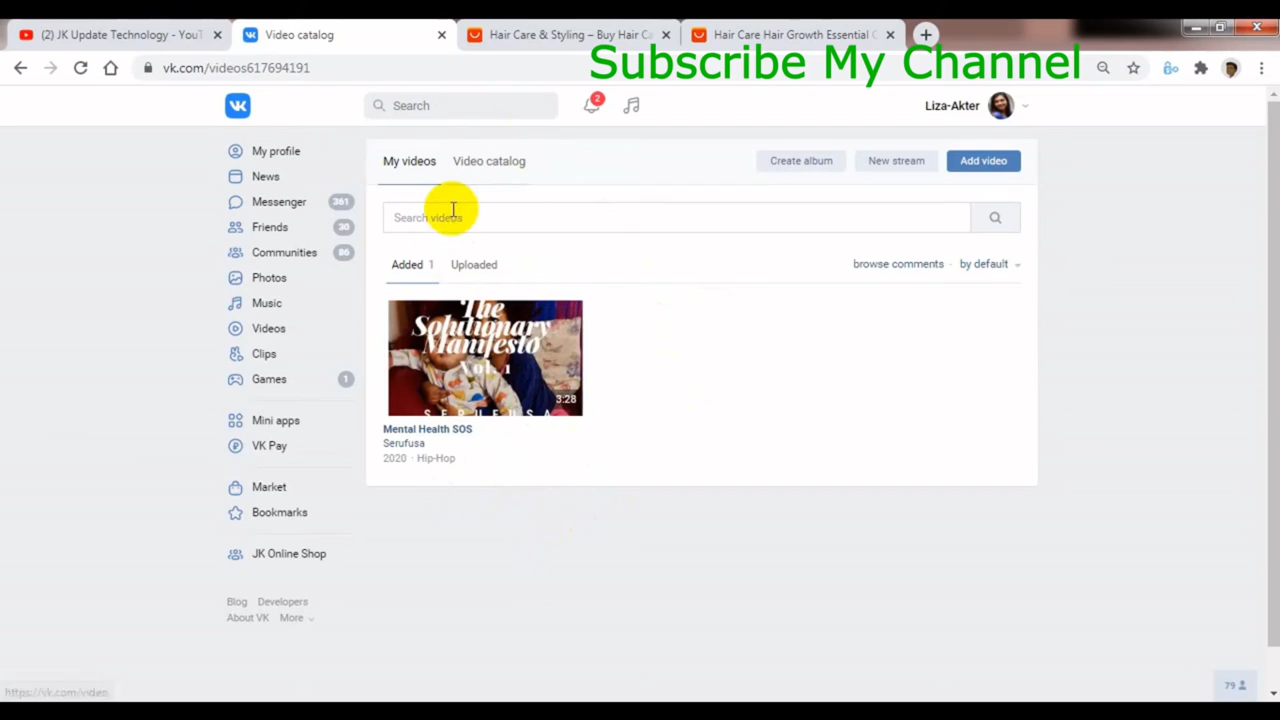 (2) JK Update Technology - YouT
Video catalog
Hair Care & Styling – Buy Hair Ca
Hair Care Hair Growth Essential O
vk.com/videos617694191
Subscribe My Channel
Search
2
Liza-Akter
My profile
News
Messenger 361
Friends 30
Communities 86
Photos
Music
Videos
Clips
Games 1
Mini apps
VK Pay
Market
Bookmarks
JK Online Shop
Blog Developers
About VK More
My videos Video catalog
Create album New stream Add video
Search videos
Added 1 Uploaded
browse comments · by default
The
Solutionary
Manifesto
Vol. 1
SERUFUSA
3:28
Mental Health SOS
Serufusa
2020 · Hip-Hop
https://vk.com/video
79